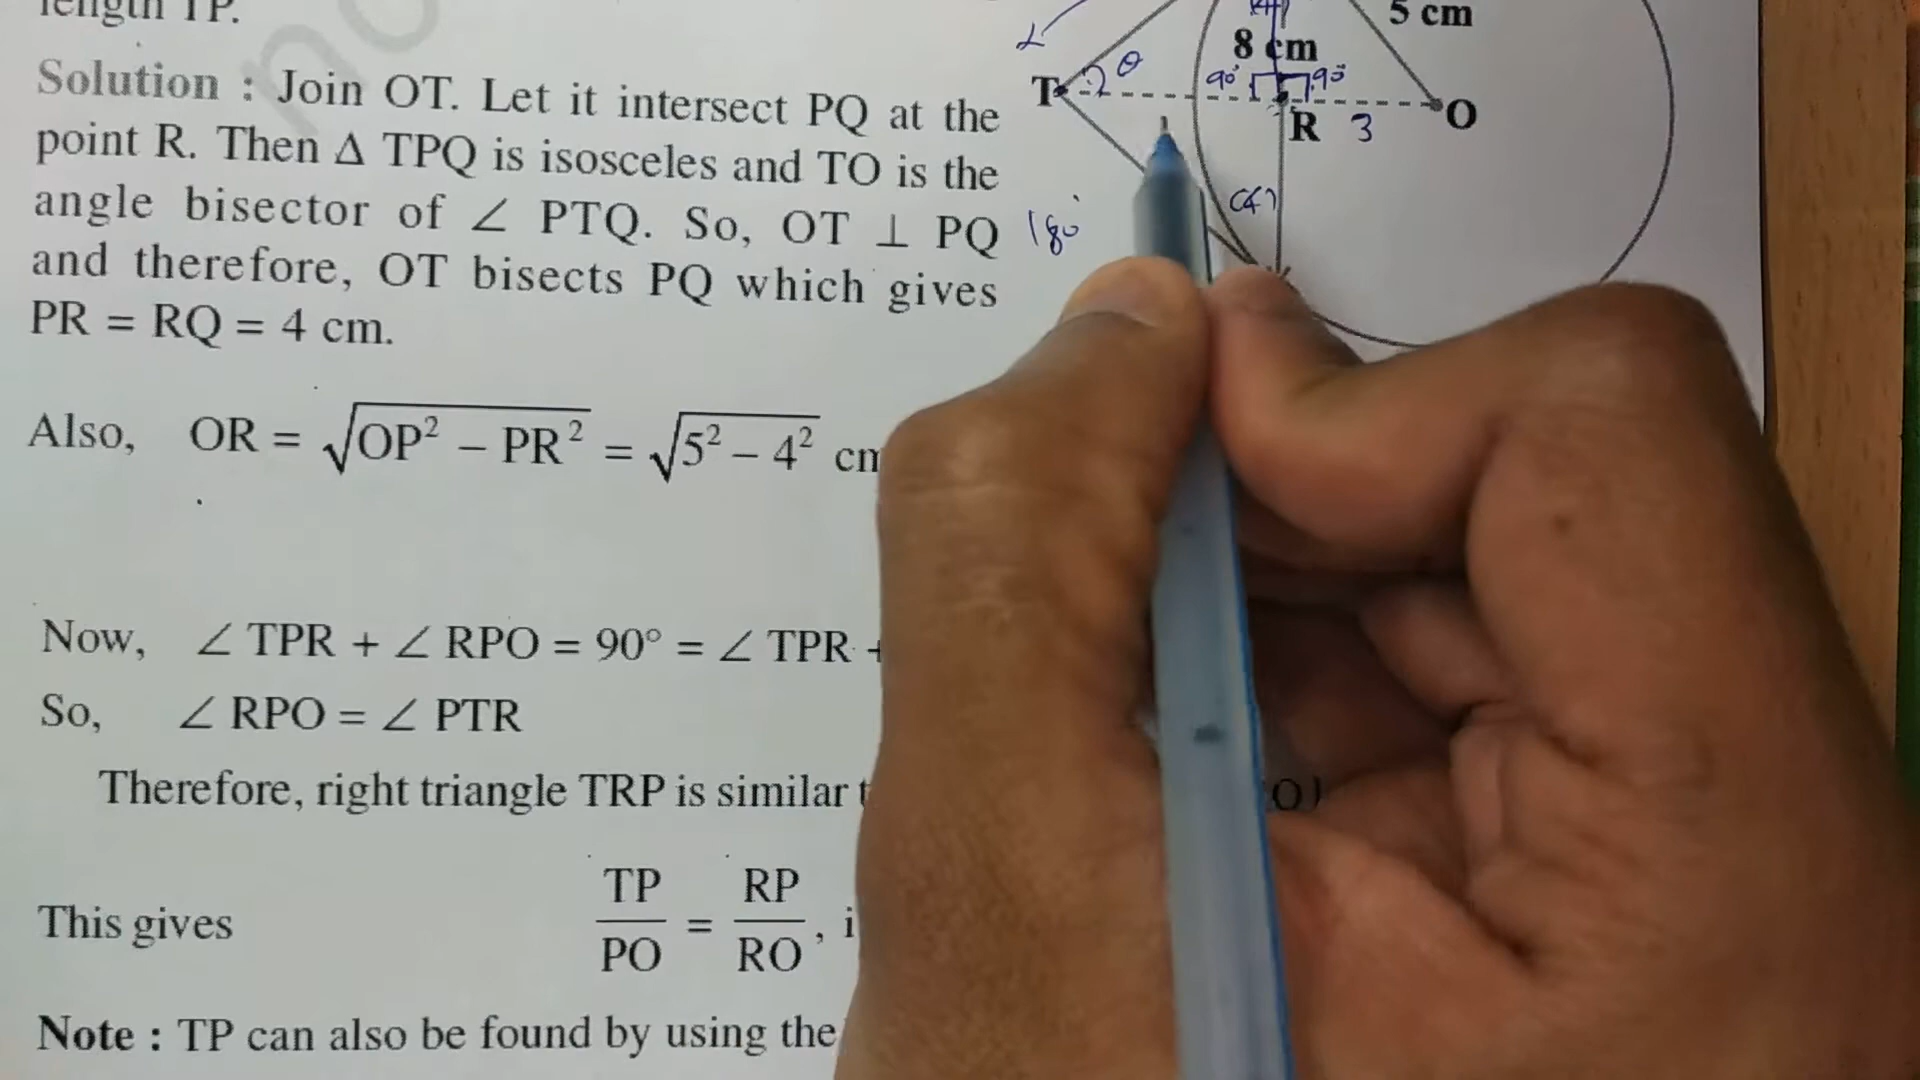 length TP.
Solution : Join OT. Let it intersect PQ at the
point R. Then Δ TPQ is isosceles and TO is the
angle bisector of ∠ PTQ. So, OT ⊥ PQ
and therefore, OT bisects PQ which gives
PR = RQ = 4 cm.
Also, OR = √OP² – PR² = √5² – 4²
Now, ∠ TPR + ∠ RPO = 90° = ∠ TPR +
So, ∠ RPO = ∠ PTR
Therefore, right triangle TRP is similar
This gives TP/PO = RP/RO,
Note : TP can also be found by using the
5 cm
8 cm
θ
T
90° 90°
R 3 O
(4)
180°